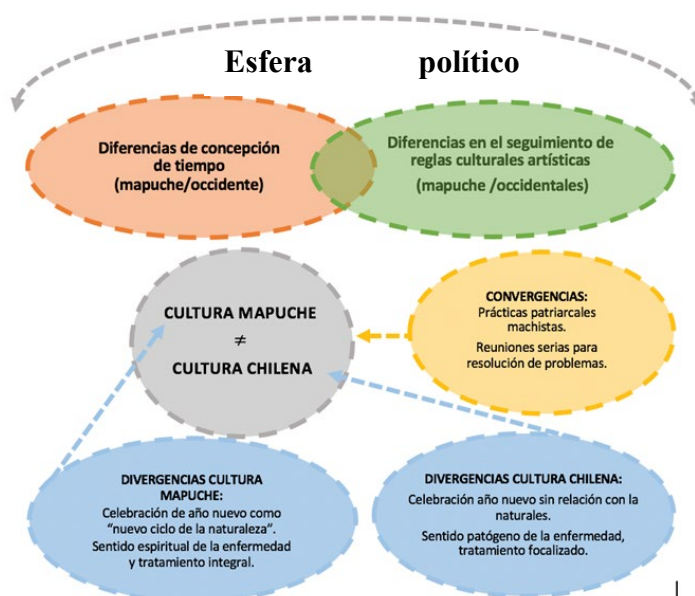 Esfera político
Diferencias de concepción
de tiempo
(mapuche/occidente)
Diferencias en el seguimiento de
reglas culturales artísticas
(mapuche /occidentales)
CULTURA MAPUCHE
≠
CULTURA CHILENA
CONVERGENCIAS:
Prácticas patriarcales
machistas.
Reuniones serias para
resolución de problemas.
DIVERGENCIAS CULTURA
MAPUCHE:
Celebración de año nuevo como
“nuevo ciclo de la naturaleza”.
Sentido espiritual de la enfermedad
y tratamiento integral.
DIVERGENCIAS CULTURA CHILENA:
Celebración año nuevo sin relación con la
naturales.
Sentido patógeno de la enfermedad,
tratamiento focalizado.